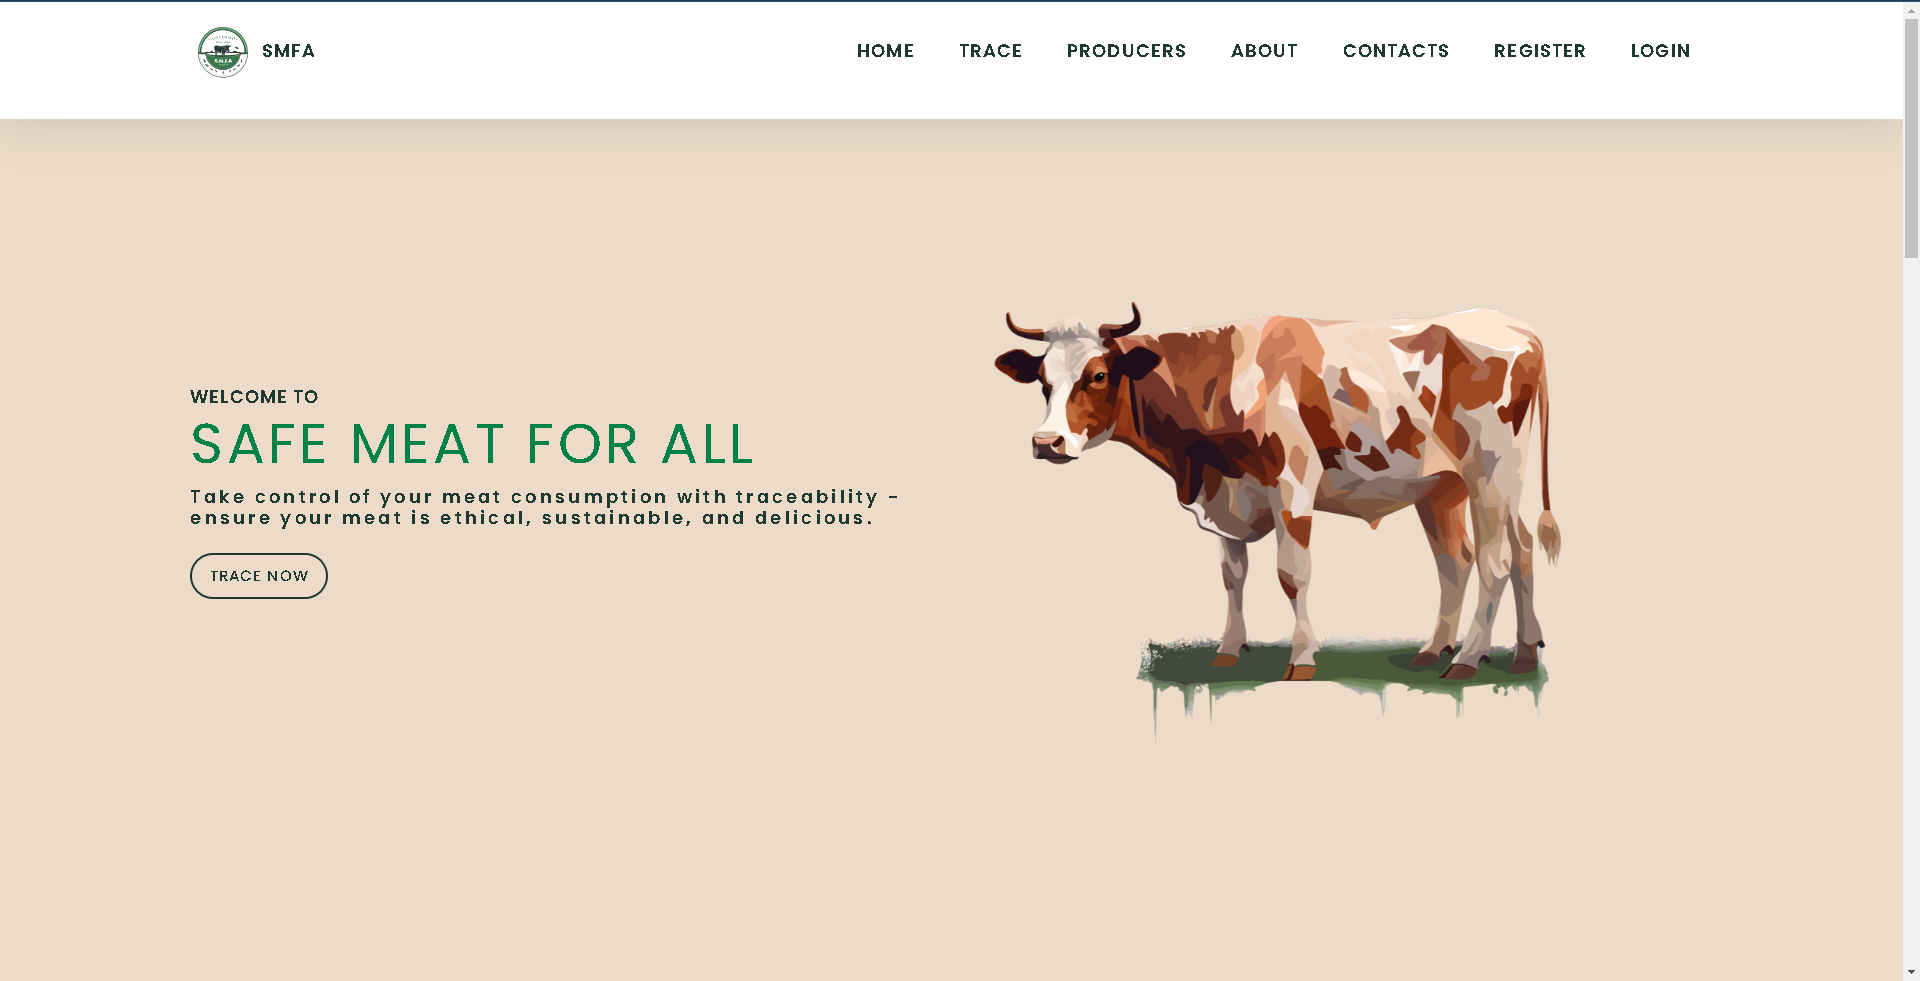 SMFA
HOME TRACE PRODUCERS ABOUT CONTACTS REGISTER LOGIN
WELCOME TO
SAFE MEAT FOR ALL
Take control of your meat consumption with traceability -
ensure your meat is ethical, sustainable, and delicious.
TRACE NOW